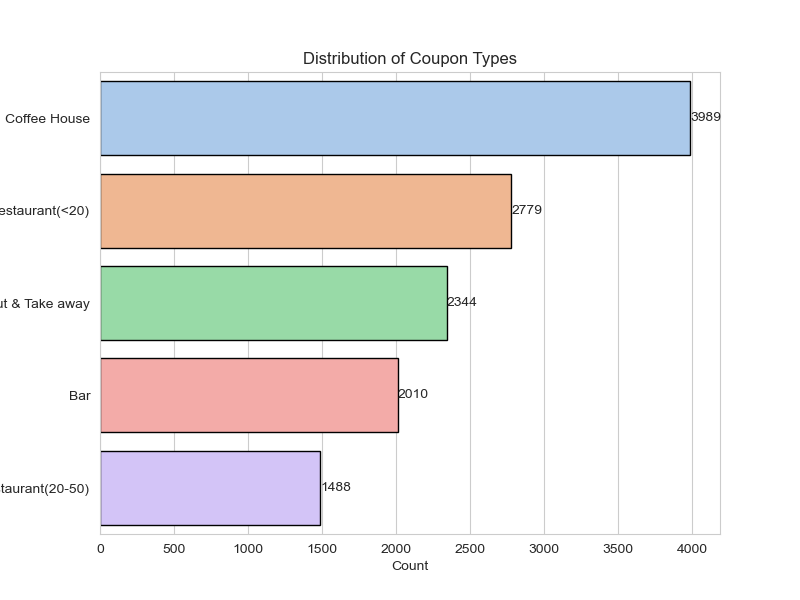 Distribution of Coupon Types
Coffee House
3989
estaurant(<20)
2779
ut & Take away
2344
Bar
2010
taurant(20-50)
1488
0 500 1000 1500 2000 2500 3000 3500 4000
Count